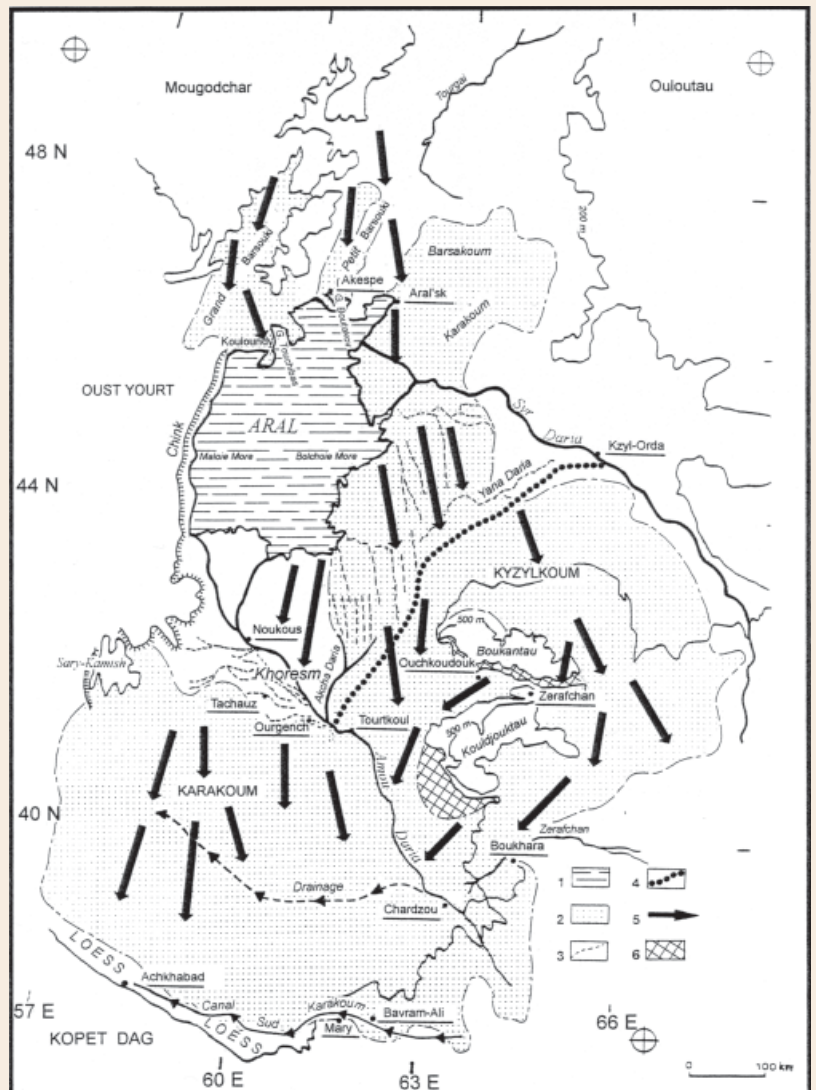 Mougodchar
Ouloutau
Tourgai
48 N
200 m.
Grand Barsouki
Petit Barsouki
Barsakoum
Akespe
Aral'sk
Karakoum
Koulound
OUST YOURT
Chink
ARAL
Maloie More
Bolchoie More
Syr Daria
Kzyl-Orda
44 N
Yana Daria
KYZYLKOUM
Noukous
500 m.
Boukantau
Sary-Kamish
Khoresm
Aicha Daria
Ouchkoudouk
Tachauz
Zerafchan
Ourgench
Tourtkoul
500 m
Kouldjouktau
KARAKOUM
Amou Daria
40 N
Zerafchan
Boukhara
1
4
Drainage
2
5
Chardzou
3
6
LOESS
Achkhabad
57 E
Canal Sud Karakoum
Bavram-Ali
66 E
KOPET DAG
LOESS
Mary
0 100 km
60 E
63 E